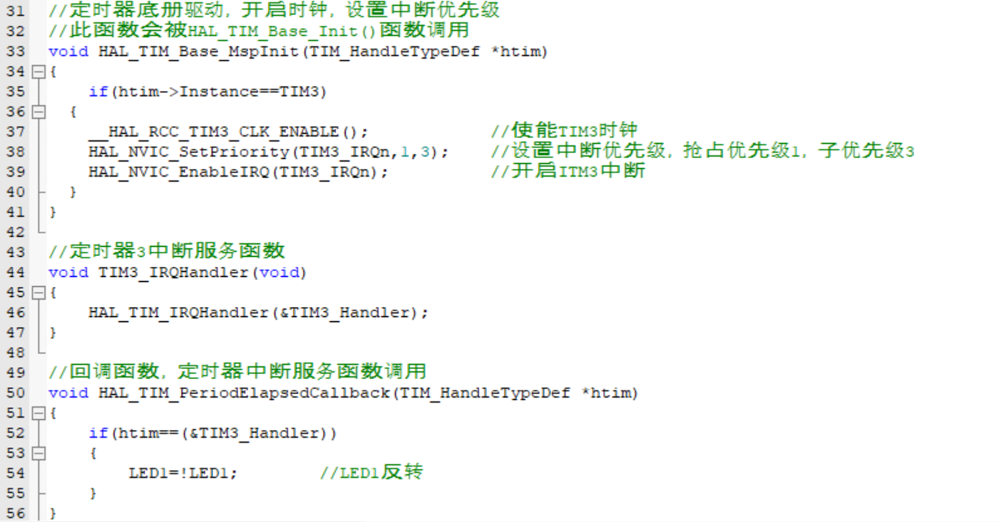 31 //定时器底册驱动, 开启时钟, 设置中断优先级
32 //此函数会被HAL_TIM_Base_Init()函数调用
33 void HAL_TIM_Base_MspInit(TIM_HandleTypeDef *htim)
34 {
35 if(htim->Instance==TIM3)
36 {
37 __HAL_RCC_TIM3_CLK_ENABLE(); //使能TIM3时钟
38 HAL_NVIC_SetPriority(TIM3_IRQn,1,3); //设置中断优先级, 抢占优先级1, 子优先级3
39 HAL_NVIC_EnableIRQ(TIM3_IRQn); //开启ITM3中断
40 }
41 }
42
43 //定时器3中断服务函数
44 void TIM3_IRQHandler(void)
45 {
46 HAL_TIM_IRQHandler(&TIM3_Handler);
47 }
48
49 //回调函数, 定时器中断服务函数调用
50 void HAL_TIM_PeriodElapsedCallback(TIM_HandleTypeDef *htim)
51 {
52 if(htim==(&TIM3_Handler))
53 {
54 LED1=!LED1; //LED1反转
55 }
56 }